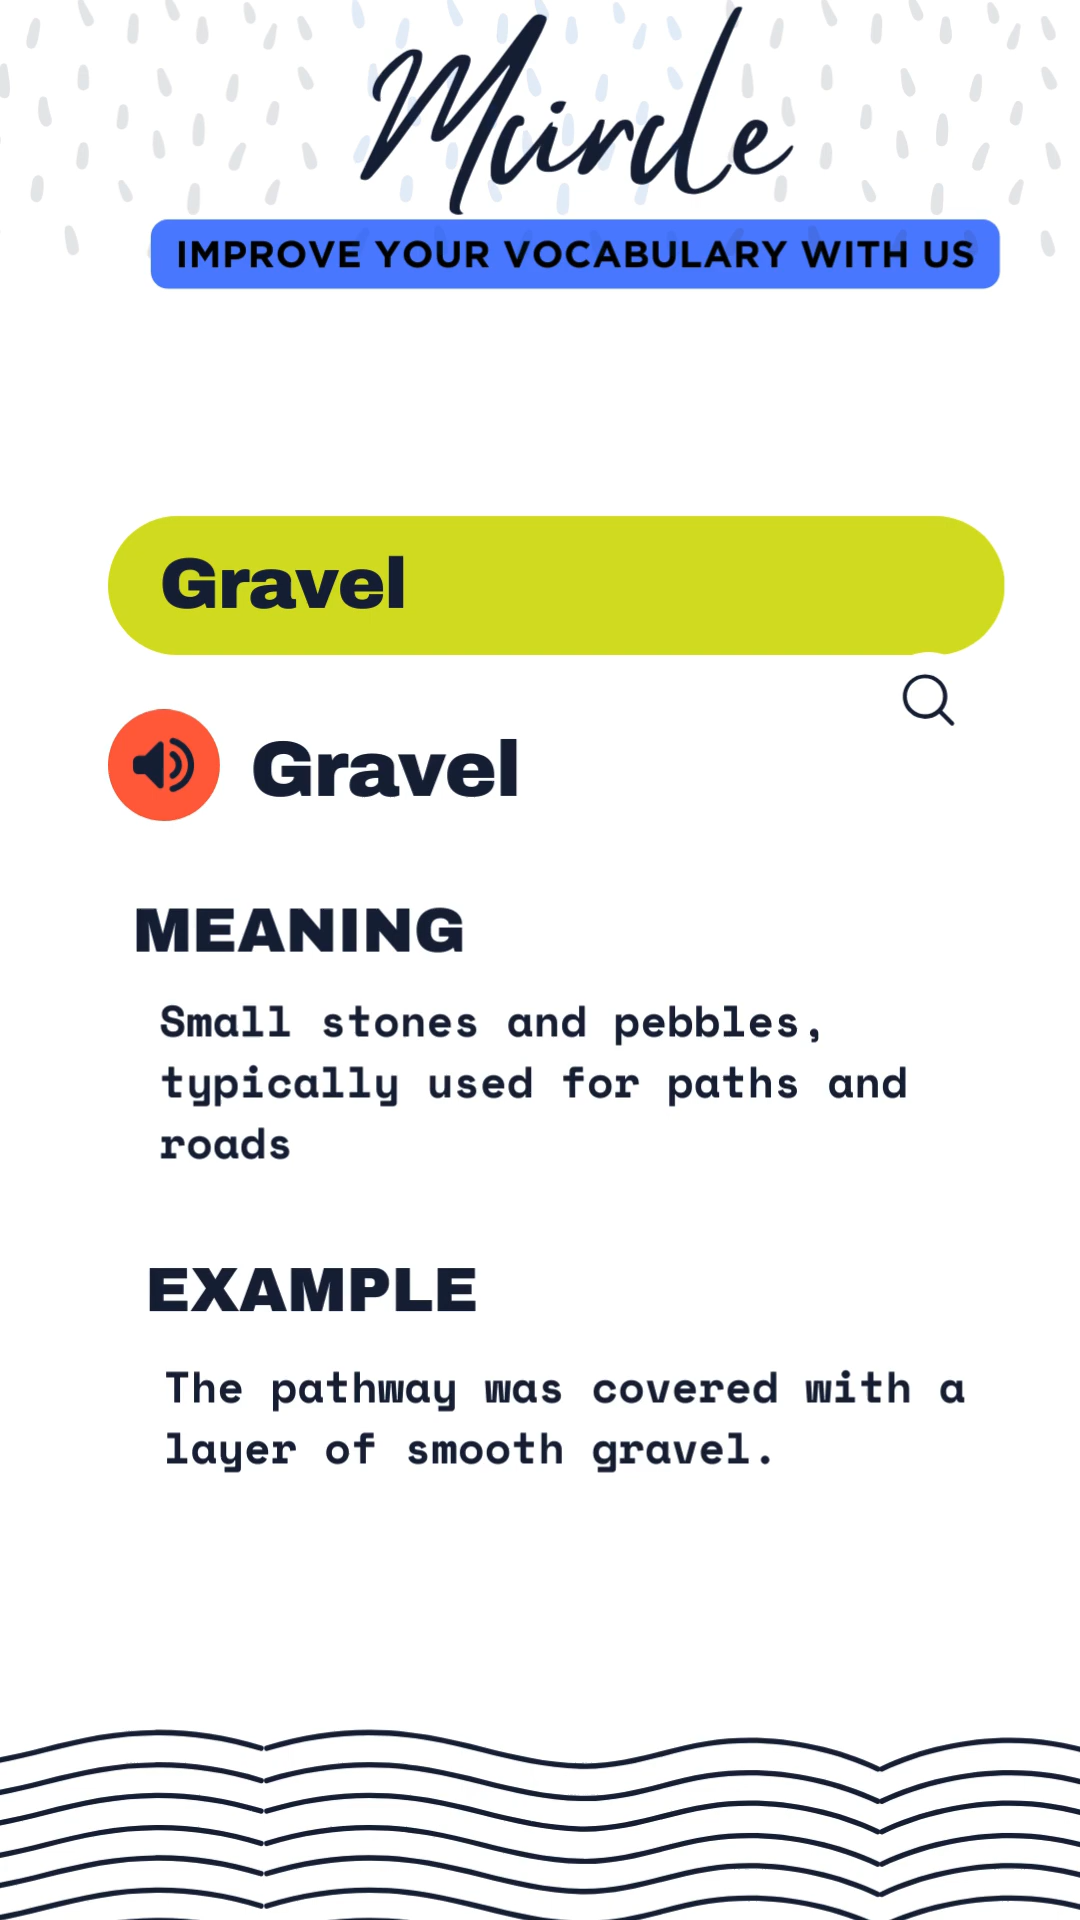 IMPROVE YOUR VOCABULARY WITH US
Gravel
Gravel
MEANING
Small stones and pebbles,
typically used for paths and
roads
EXAMPLE
The pathway was covered with a
layer of smooth gravel.